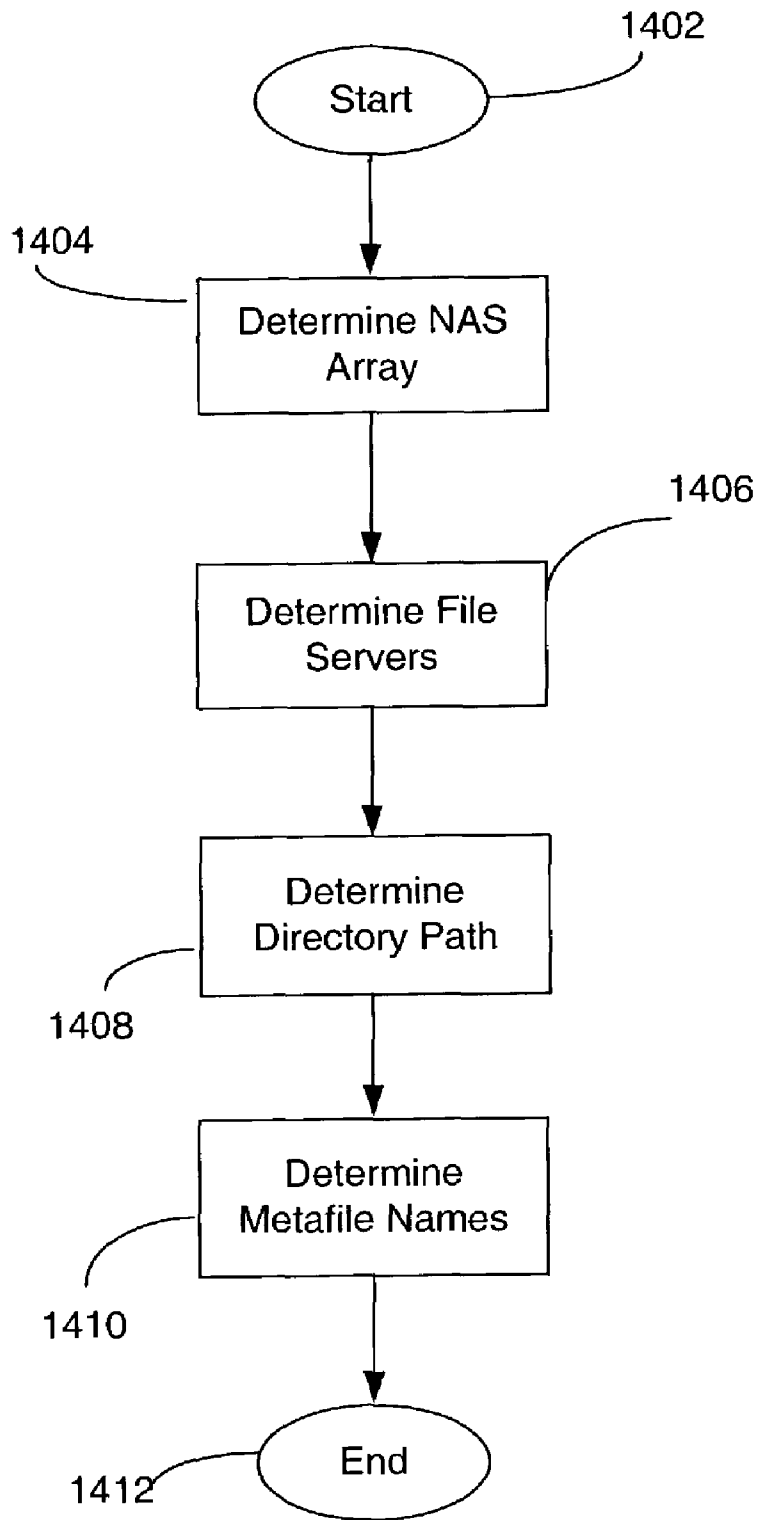 1402
Start
1404
Determine NAS
Array
1406
Determine File
Servers
Determine
Directory Path
1408
Determine
Metafile Names
1410
End
1412